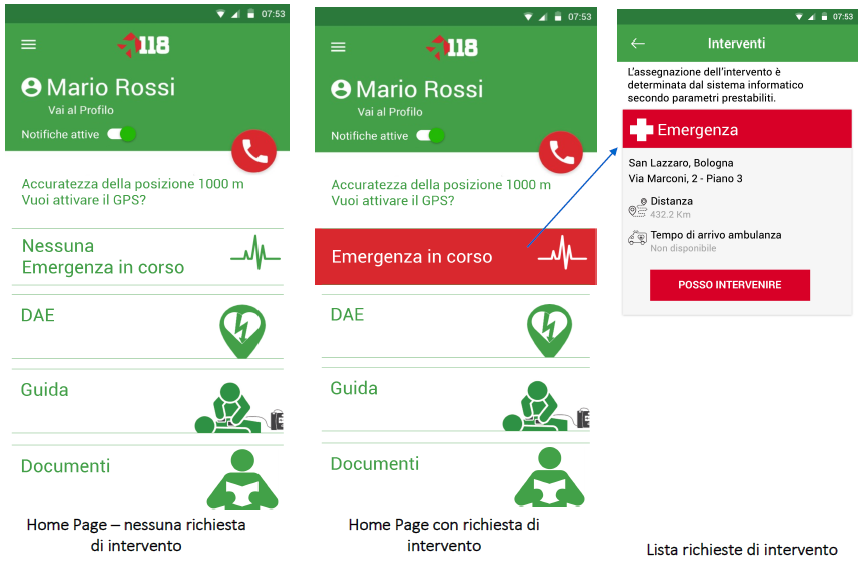 07:53
118
Mario Rossi
Vai al Profilo
Notifiche attive
Accuratezza della posizione 1000 m
Vuoi attivare il GPS?
Nessuna
Emergenza in corso
DAE
Guida
Documenti
Home Page – nessuna richiesta
di intervento
07:53
118
Mario Rossi
Vai al Profilo
Notifiche attive
Accuratezza della posizione 1000 m
Vuoi attivare il GPS?
Emergenza in corso
DAE
Guida
Documenti
Home Page con richiesta di
intervento
07:53
Interventi
L'assegnazione dell'intervento è
determinata dal sistema informatico
secondo parametri prestabiliti.
Emergenza
San Lazzaro, Bologna
Via Marconi, 2 - Piano 3
Distanza
432.2 Km
Tempo di arrivo ambulanza
Non disponibile
POSSO INTERVENIRE
Lista richieste di intervento